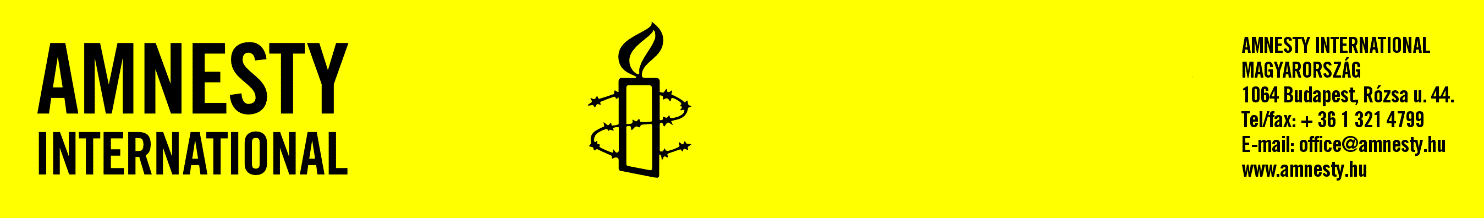 AMNESTY
INTERNATIONAL
AMNESTY INTERNATIONAL
MAGYARORSZÁG
1064 Budapest, Rózsa u. 44.
Tel/fax: + 36 1 321 4799
E-mail: office@amnesty.hu
www.amnesty.hu